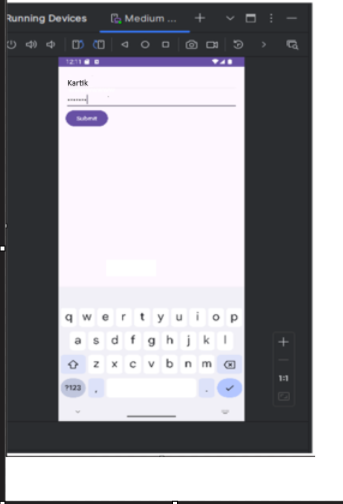 Running Devices Medium ...
12:11
Kartik
........
Submit
q w e r t y u i o p
a s d f g h j k l
z x c v b n m
?123 , .
1:1